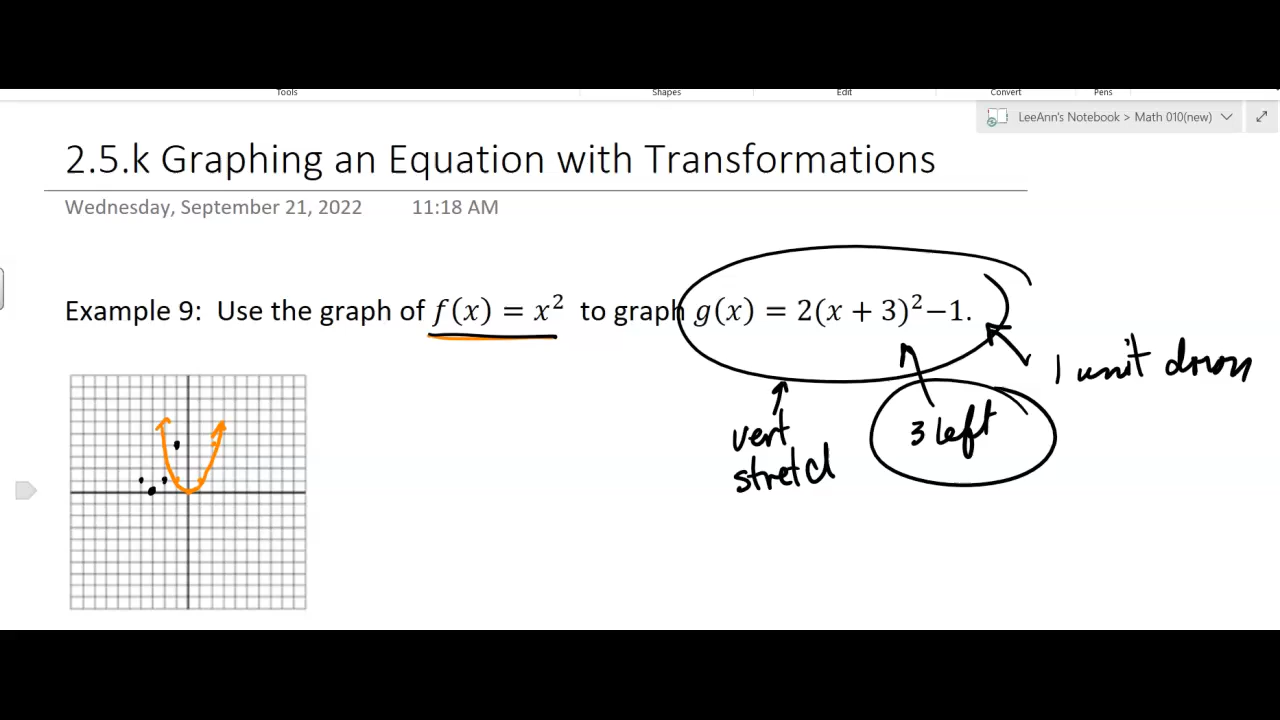 Tools Shapes Edit Convert Pens
LeeAnn's Notebook > Math 010(new)
2.5.k Graphing an Equation with Transformations
Wednesday, September 21, 2022 11:18 AM
Example 9: Use the graph of f(x) = x² to graph g(x) = 2(x + 3)²−1.
1 unit down
3 left
vert
stretch